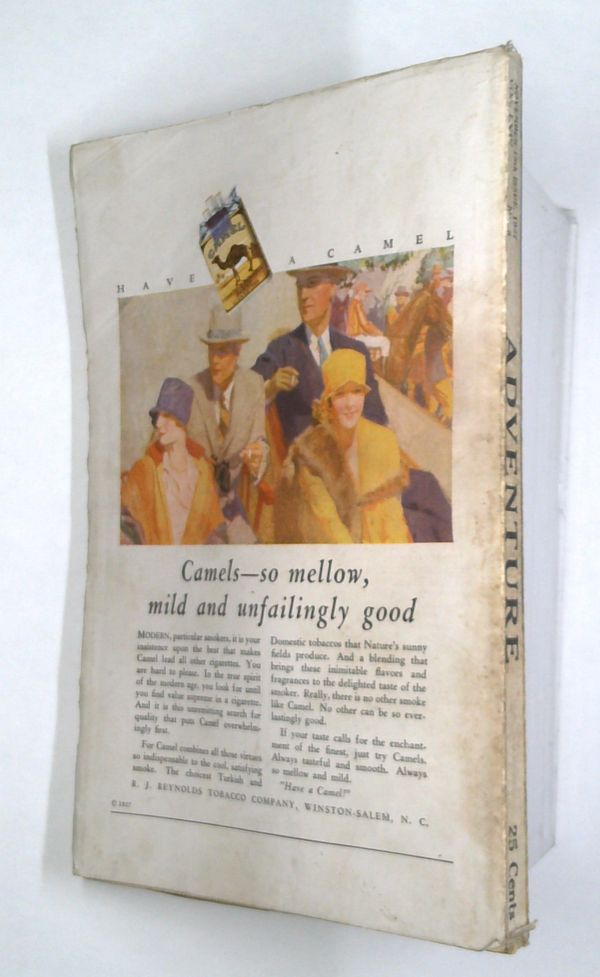 HAVE A CAMEL
CAMEL
Camels—so mellow,
mild and unfailingly good
MODERN, particular smokers, it is your
insistence upon the best that makes
Camel lead all other cigarettes. You
are hard to please. In the true spirit
of the modern age, you look for until
you find value supreme in a cigarette.
And it is this unremitting search for
quality that puts Camel overwhelm-
ingly first.
For Camel combines all those virtues
so indispensable to the cool, satisfying
smoke. The choicest Turkish and
Domestic tobaccos that Nature's sunny
fields produce. And a blending that
brings these inimitable flavors and
fragrances to the delighted taste of the
smoker. Really, there is no other smoke
like Camel. No other can be so ever-
lastingly good.
If your taste calls for the enchant-
ment of the finest, just try Camels.
Always tasteful and smooth. Always
so mellow and mild.
"Have a Camel!"
R. J. REYNOLDS TOBACCO COMPANY, WINSTON-SALEM, N. C.
© 1927
ADVENTURE
25 Cents